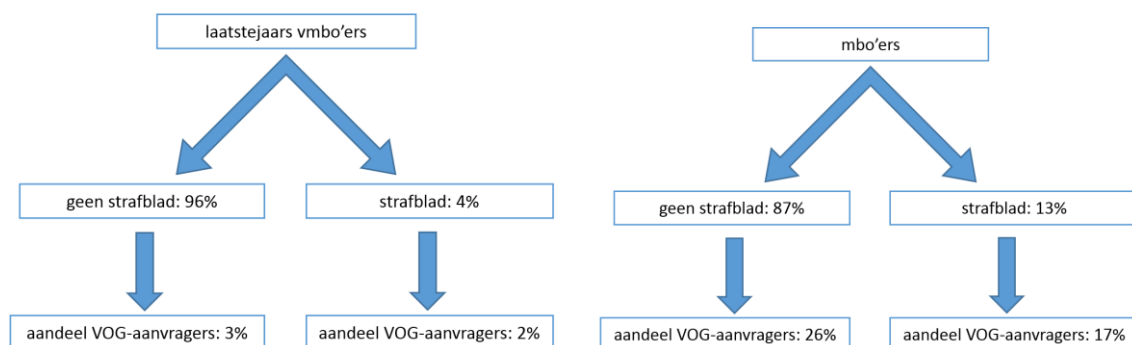 laatstejaars vmbo’ers
geen strafblad: 96%
strafblad: 4%
aandeel VOG-aanvragers: 3%
aandeel VOG-aanvragers: 2%
mbo’ers
geen strafblad: 87%
strafblad: 13%
aandeel VOG-aanvragers: 26%
aandeel VOG-aanvragers: 17%